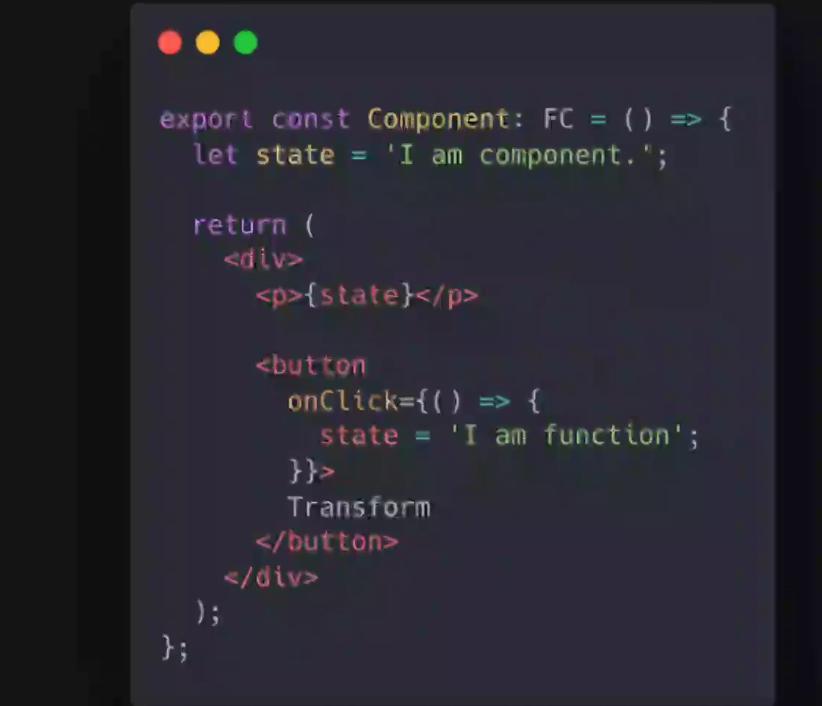 export const Component: FC = () => {
  let state = 'I am component.';

  return (
    <div>
      <p>{state}</p>

      <button
        onClick={() => {
          state = 'I am function';
        }}>
        Transform
      </button>
    </div>
  );
};